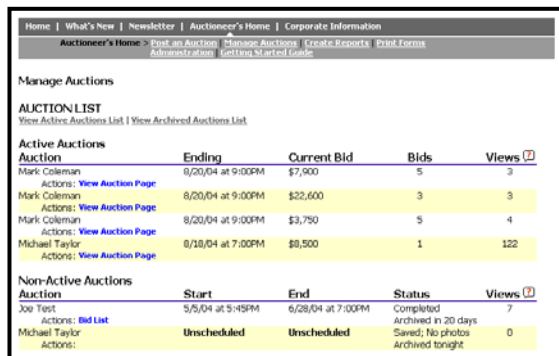 Home | What's New | Newsletter | Auctioneer's Home | Corporate Information
Auctioneer's Home > Post an Auction | Manage Auctions | Create Reports | Print Forms
Administration | Getting Started Guide
Manage Auctions
AUCTION LIST
View Active Auctions List | View Archived Auctions List
Active Auctions
Auction Ending Current Bid Bids Views ?
Mark Coleman 8/20/04 at 9:00PM $7,900 5 3
Actions: View Auction Page
Mark Coleman 8/20/04 at 9:00PM $22,600 3 3
Actions: View Auction Page
Mark Coleman 8/20/04 at 9:00PM $3,750 5 4
Actions: View Auction Page
Michael Taylor 8/18/04 at 7:00PM $8,500 1 122
Actions: View Auction Page
Non-Active Auctions
Auction Start End Status Views ?
Joe Test 5/5/04 at 5:45PM 6/28/04 at 7:00PM Completed 7
Actions: Bid List Archived in 20 days
Michael Taylor Unscheduled Unscheduled Saved; No photos 0
Actions: Archived tonight